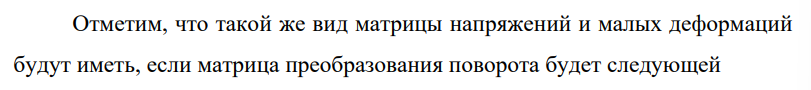 Отметим, что такой же вид матрицы напряжений и малых деформаций
будут иметь, если матрица преобразования поворота будет следующей